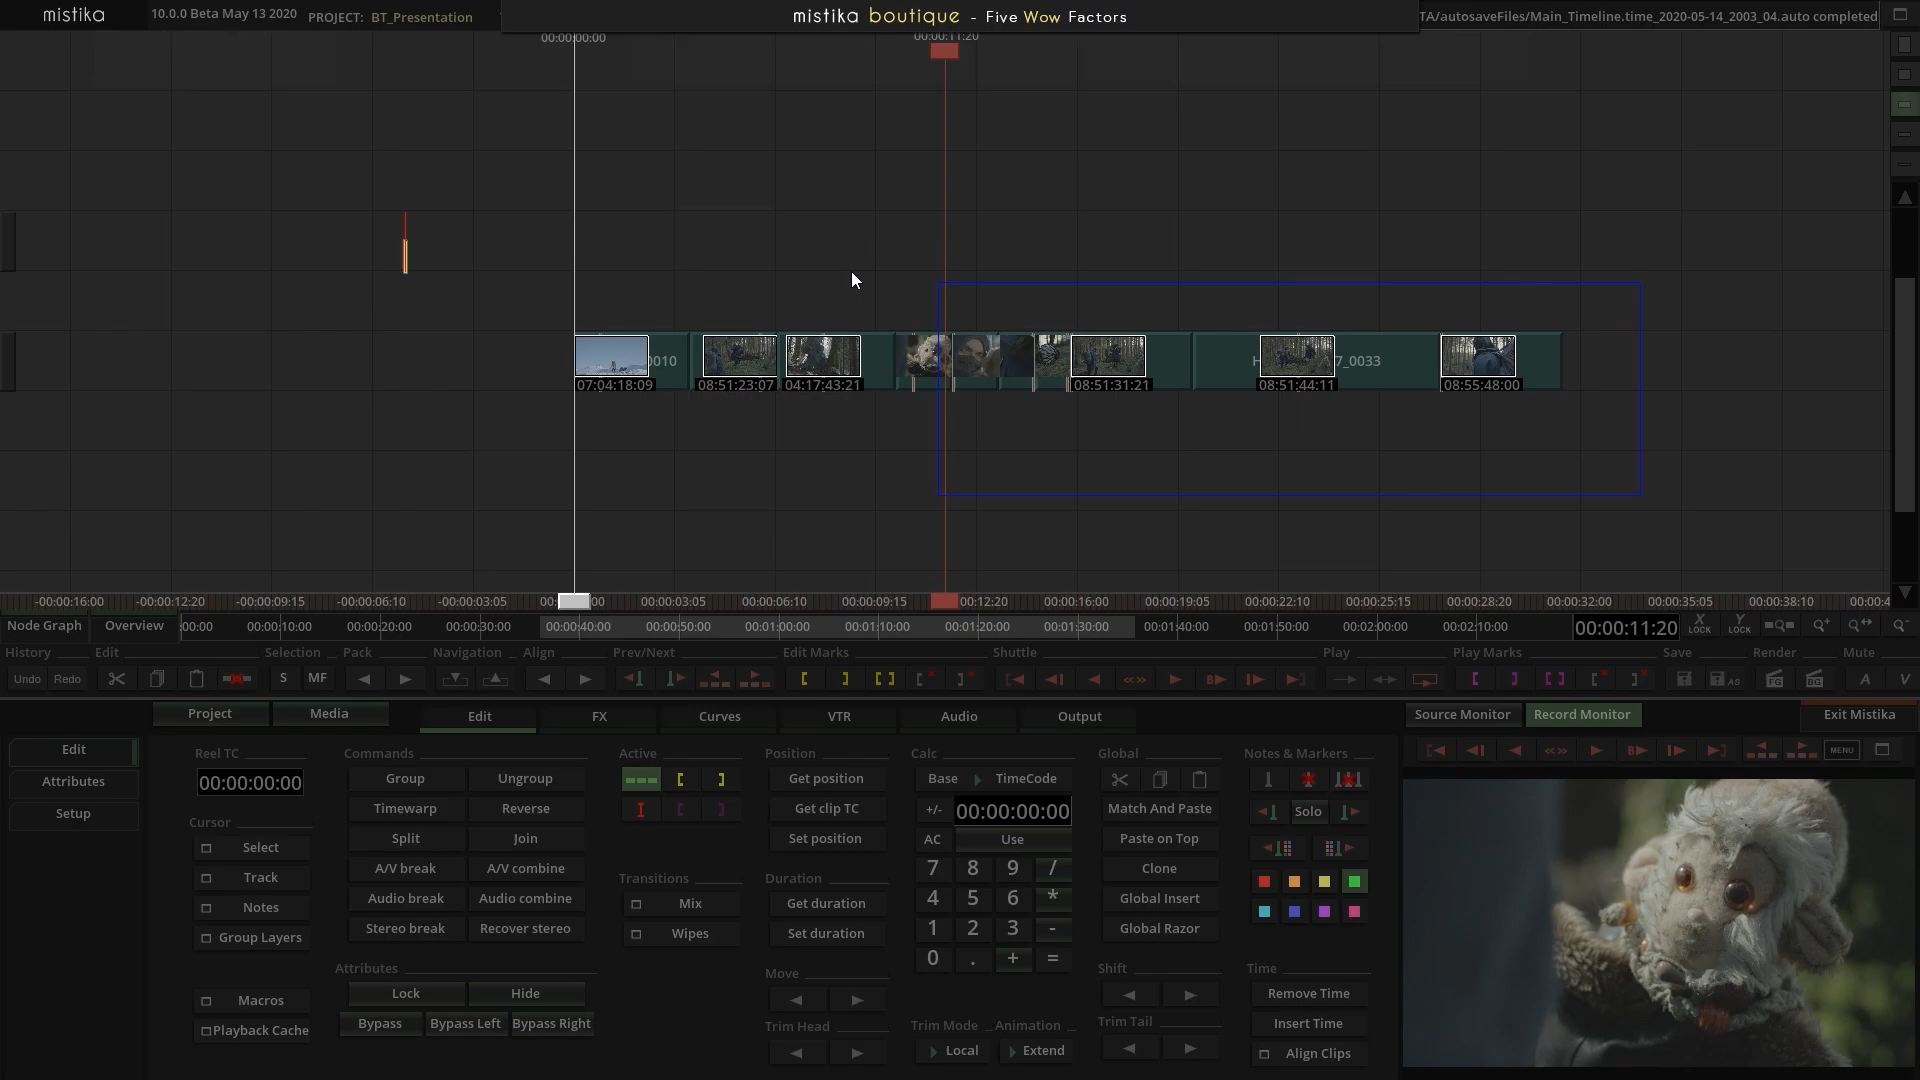 mistika
10.0.0 Beta May 13 2020
PROJECT: BT_Presentation
mistika boutique - Five Wow Factors
TA/autosaveFiles/Main_Timeline.time_2020-05-14_2003_04.auto completed
00:00:00:00
00:00:11:20
0010
7_0033
07:04:18:09
08:51:23:07
04:17:43:21
08:51:31:21
08:51:44:11
08:55:48:00
-00:00:16:00 -00:00:12:20 -00:00:09:15 -00:00:06:10 -00:00:03:05 00:00:03:05 00:00:06:10 00:00:09:15 00:12:20 00:00:16:00 00:00:19:05 00:00:22:10 00:00:25:15 00:00:28:20 00:00:32:00 00:00:35:05 00:00:38:10 00:00:4
Node Graph Overview :00:00 00:00:10:00 00:00:20:00 00:00:30:00 00:00:40:00 00:00:50:00 00:01:00:00 00:01:10:00 00:01:20:00 00:01:30:00 00:01:40:00 00:01:50:00 00:02:00:00 00:02:10:00 00:00:11:20 X LOCK Y LOCK
History Edit Selection Pack Navigation Align Prev/Next Edit Marks Shuttle Play Play Marks Save Render Mute
Undo Redo S MF AS FG BG A V
Project Media Edit FX Curves VTR Audio Output Source Monitor Record Monitor Exit Mistika
Edit Reel TC Commands Active Position Calc Global Notes & Markers MENU
Attributes 00:00:00:00 Group Ungroup Get position Base TimeCode
Setup Timewarp Reverse Get clip TC +/- 00:00:00:00 Match And Paste Solo
Cursor Split Join Set position AC Use Paste on Top
Select
Track A/V break A/V combine Transitions Duration 7 8 9 / Clone
Notes Audio break Audio combine Mix Get duration 4 5 6 * Global Insert
Group Layers Stereo break Recover stereo Wipes Set duration 1 2 3 - Global Razor
0 . + =
Attributes Move Shift Time
Macros Lock Hide Remove Time
Playback Cache Bypass Bypass Left Bypass Right Trim Head Trim Mode Animation Trim Tail Insert Time
Local Extend Align Clips